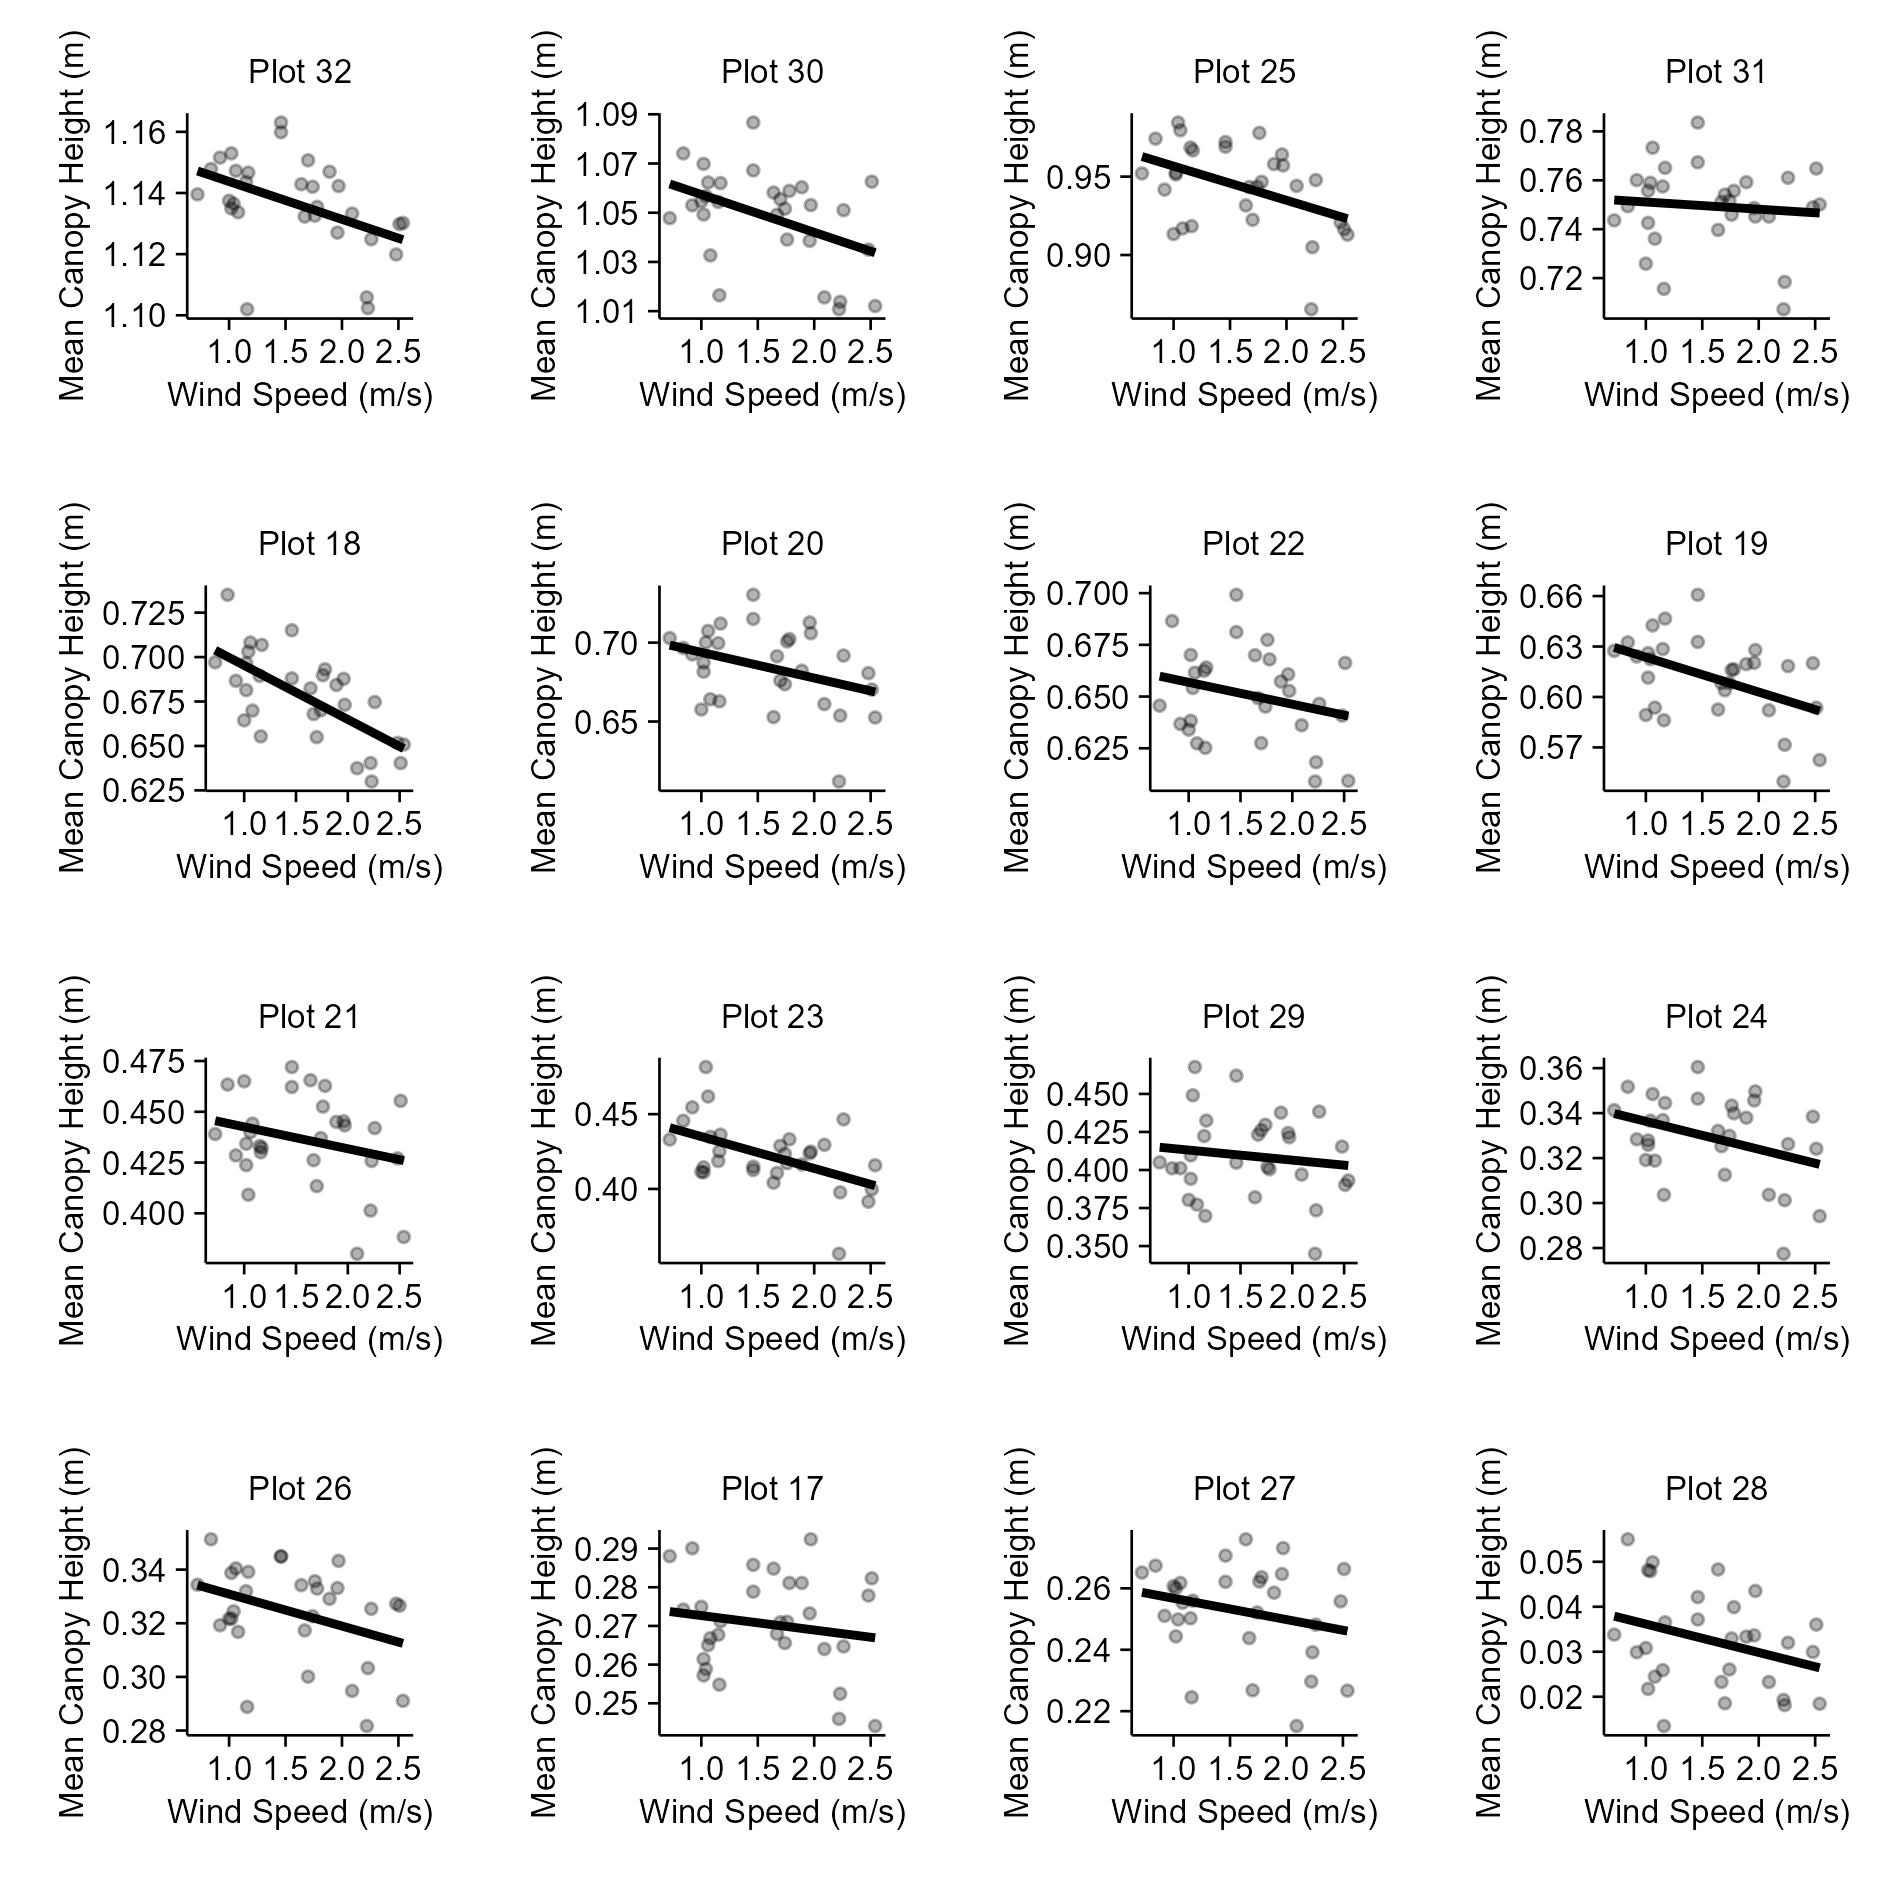 Plot 32
Mean Canopy Height (m)
1.16
1.14
1.12
1.10
1.0 1.5 2.0 2.5
Wind Speed (m/s)
Plot 30
Mean Canopy Height (m)
1.09
1.07
1.05
1.03
1.01
1.0 1.5 2.0 2.5
Wind Speed (m/s)
Plot 25
Mean Canopy Height (m)
0.95
0.90
1.0 1.5 2.0 2.5
Wind Speed (m/s)
Plot 31
Mean Canopy Height (m)
0.78
0.76
0.74
0.72
1.0 1.5 2.0 2.5
Wind Speed (m/s)
Plot 18
Mean Canopy Height (m)
0.725
0.700
0.675
0.650
0.625
1.0 1.5 2.0 2.5
Wind Speed (m/s)
Plot 20
Mean Canopy Height (m)
0.70
0.65
1.0 1.5 2.0 2.5
Wind Speed (m/s)
Plot 22
Mean Canopy Height (m)
0.700
0.675
0.650
0.625
1.0 1.5 2.0 2.5
Wind Speed (m/s)
Plot 19
Mean Canopy Height (m)
0.66
0.63
0.60
0.57
1.0 1.5 2.0 2.5
Wind Speed (m/s)
Plot 21
Mean Canopy Height (m)
0.475
0.450
0.425
0.400
1.0 1.5 2.0 2.5
Wind Speed (m/s)
Plot 23
Mean Canopy Height (m)
0.45
0.40
1.0 1.5 2.0 2.5
Wind Speed (m/s)
Plot 29
Mean Canopy Height (m)
0.450
0.425
0.400
0.375
0.350
1.0 1.5 2.0 2.5
Wind Speed (m/s)
Plot 24
Mean Canopy Height (m)
0.36
0.34
0.32
0.30
0.28
1.0 1.5 2.0 2.5
Wind Speed (m/s)
Plot 26
Mean Canopy Height (m)
0.34
0.32
0.30
0.28
1.0 1.5 2.0 2.5
Wind Speed (m/s)
Plot 17
Mean Canopy Height (m)
0.29
0.28
0.27
0.26
0.25
1.0 1.5 2.0 2.5
Wind Speed (m/s)
Plot 27
Mean Canopy Height (m)
0.26
0.24
0.22
1.0 1.5 2.0 2.5
Wind Speed (m/s)
Plot 28
Mean Canopy Height (m)
0.05
0.04
0.03
0.02
1.0 1.5 2.0 2.5
Wind Speed (m/s)